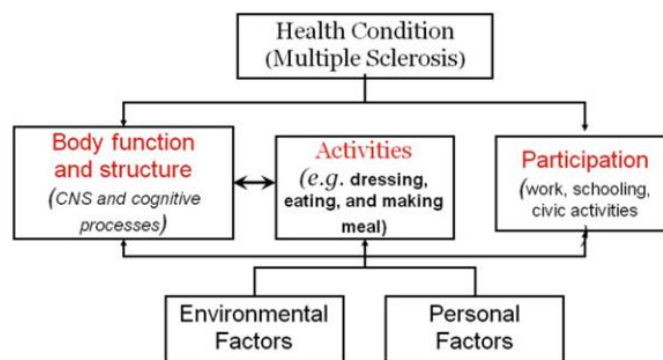 Health Condition
(Multiple Sclerosis)
Body function
and structure
(CNS and cognitive
processes)
Activities
(e.g. dressing,
eating, and making
meal)
Participation
(work, schooling,
civic activities
)
Environmental
Factors
Personal
Factors